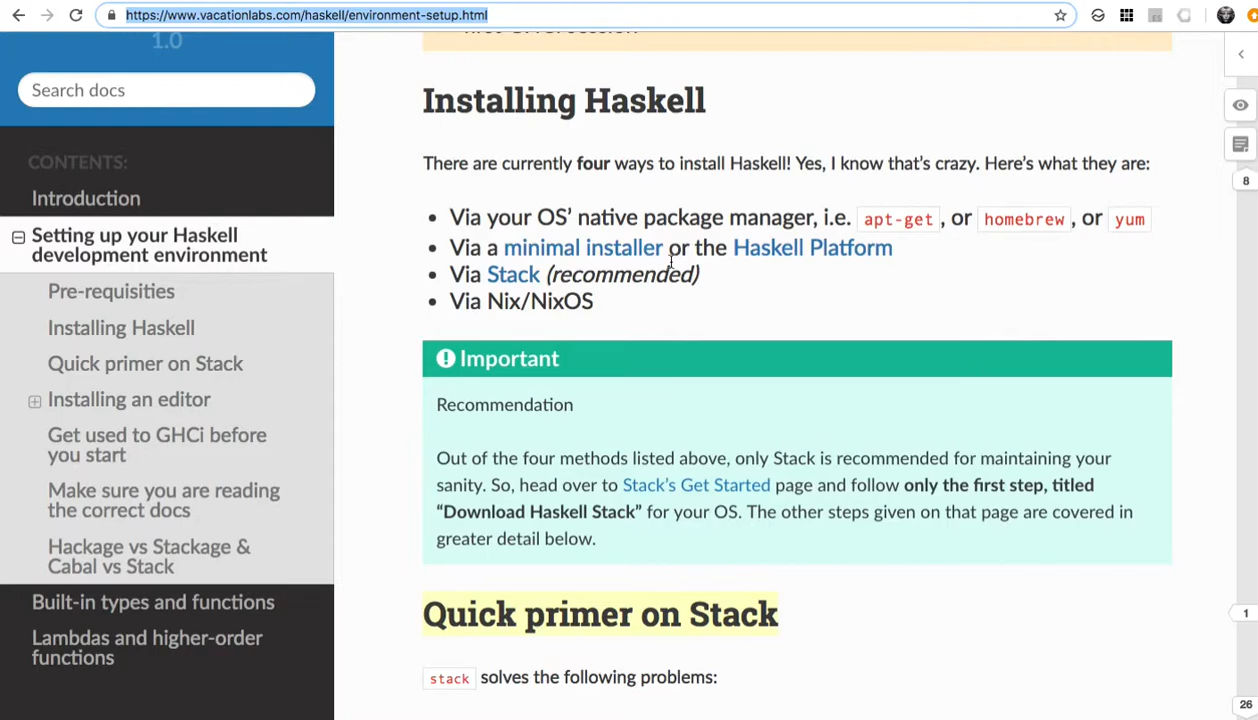 https://www.vacationlabs.com/haskell/environment-setup.html
1.0
Search docs
CONTENTS:
Introduction
Setting up your Haskell
development environment
Pre-requisities
Installing Haskell
Quick primer on Stack
Installing an editor
Get used to GHCi before
you start
Make sure you are reading
the correct docs
Hackage vs Stackage &
Cabal vs Stack
Built-in types and functions
Lambdas and higher-order
functions
Installing Haskell
There are currently four ways to install Haskell! Yes, I know that's crazy. Here's what they are:
• Via your OS' native package manager, i.e. apt-get, or homebrew, or yum
• Via a minimal installer or the Haskell Platform
• Via Stack (recommended)
• Via Nix/NixOS
Important
Recommendation
Out of the four methods listed above, only Stack is recommended for maintaining your
sanity. So, head over to Stack's Get Started page and follow only the first step, titled
“Download Haskell Stack” for your OS. The other steps given on that page are covered in
greater detail below.
Quick primer on Stack
stack solves the following problems:
8
1
26